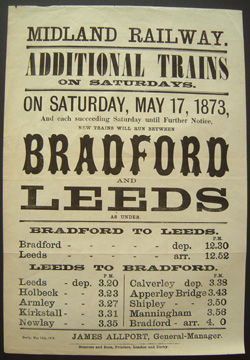 MIDLAND RAILWAY.
ADDITIONAL TRAINS
ON SATURDAYS.
ON SATURDAY, MAY 17, 1873,
And each succeeding Saturday until Further Notice,
NEW TRAINS WILL RUN BETWEEN
BRADFORD
AND
LEEDS
AS UNDER.
BRADFORD TO LEEDS.
P.M.
Bradford - - - - - dep. 12.30
Leeds - - - - - arr. 12.52
LEEDS TO BRADFORD.
P.M. P.M.
Leeds - dep. 3.20 Calverley dep. 3.38
Holbeck - - 3.23 Apperley Bridge 3.43
Armley - - 3.27 Shipley - - 3.50
Kirkstall - - 3.31 Manningham 3.56
Newlay - - 3.35 Bradford - arr. 4. 0
JAMES ALLPORT, General-Manager.